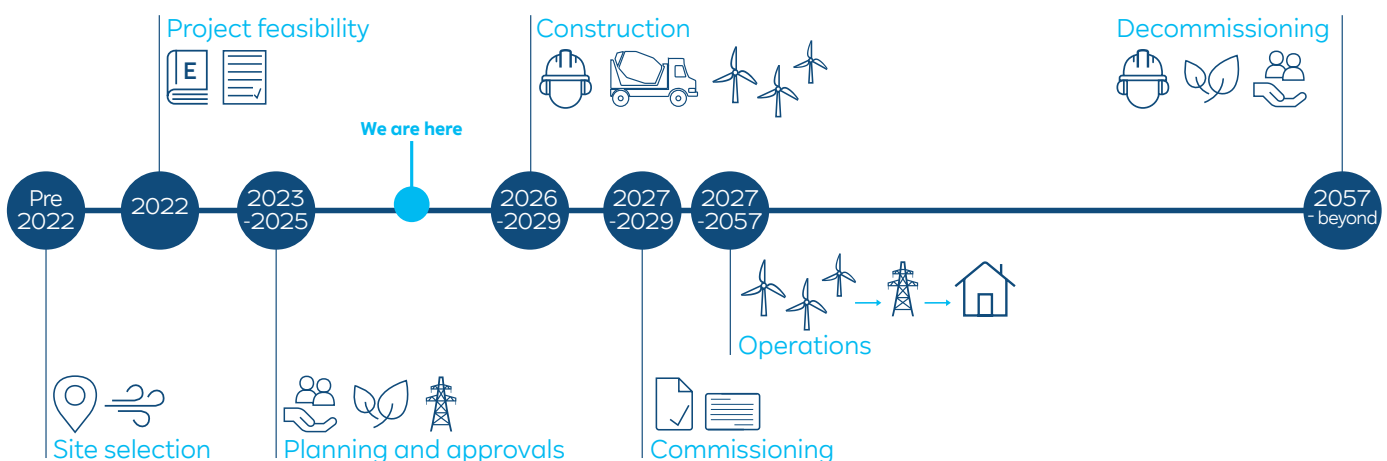 Project feasibility
Construction
Decommissioning
E
We are here
Pre
2022
2022
2023
-2025
2026
-2029
2027
-2029
2027
-2057
2057
- beyond
Operations
Site selection
Planning and approvals
Commissioning